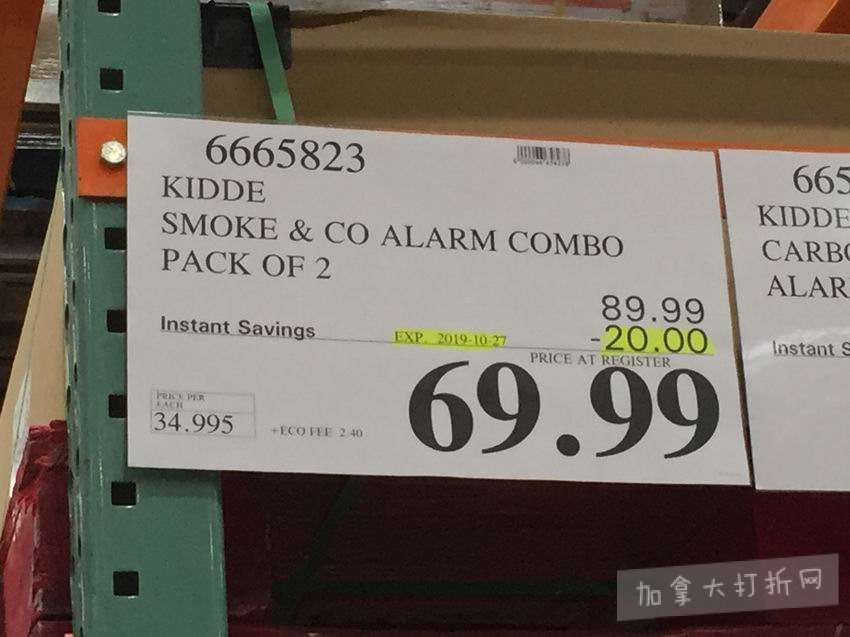 6665823
KIDDE
SMOKE & CO ALARM COMBO
PACK OF 2
89.99
Instant Savings EXP. 2019-10-27 -20.00
PRICE AT REGISTER
69.99
PRICE PER
EACH
34.995
+ECO FEE 2.40
665
KIDDE
CARBO
ALAR
Instant S
加拿大打折网